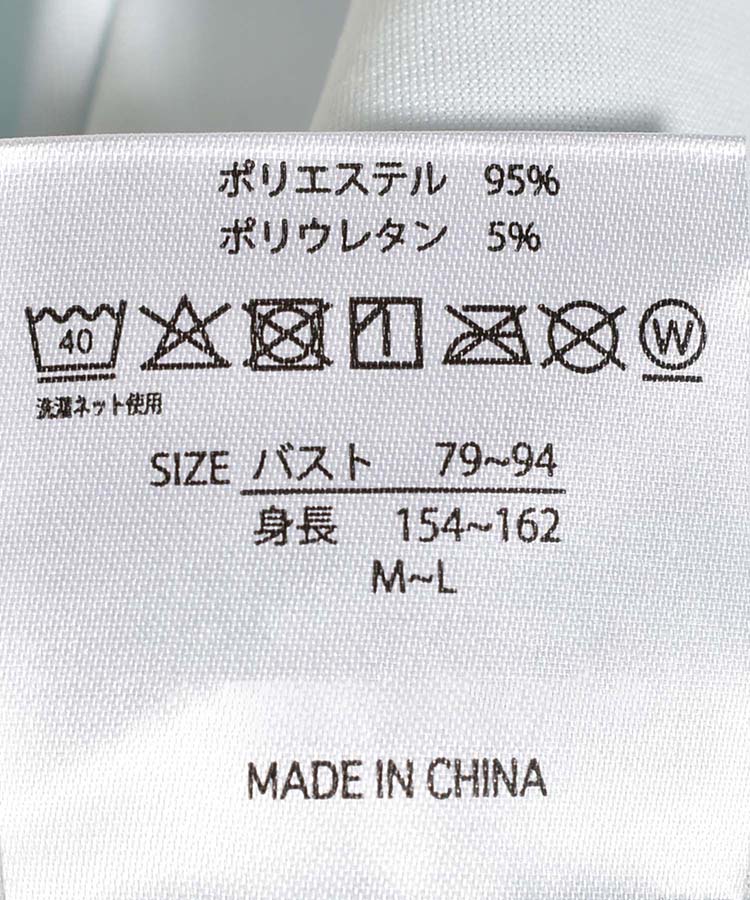 ポリエステル 95%
ポリウレタン 5%
40 W
洗濯ネット使用
SIZE バスト 79~94
身長 154~162
M~L
MADE IN CHINA